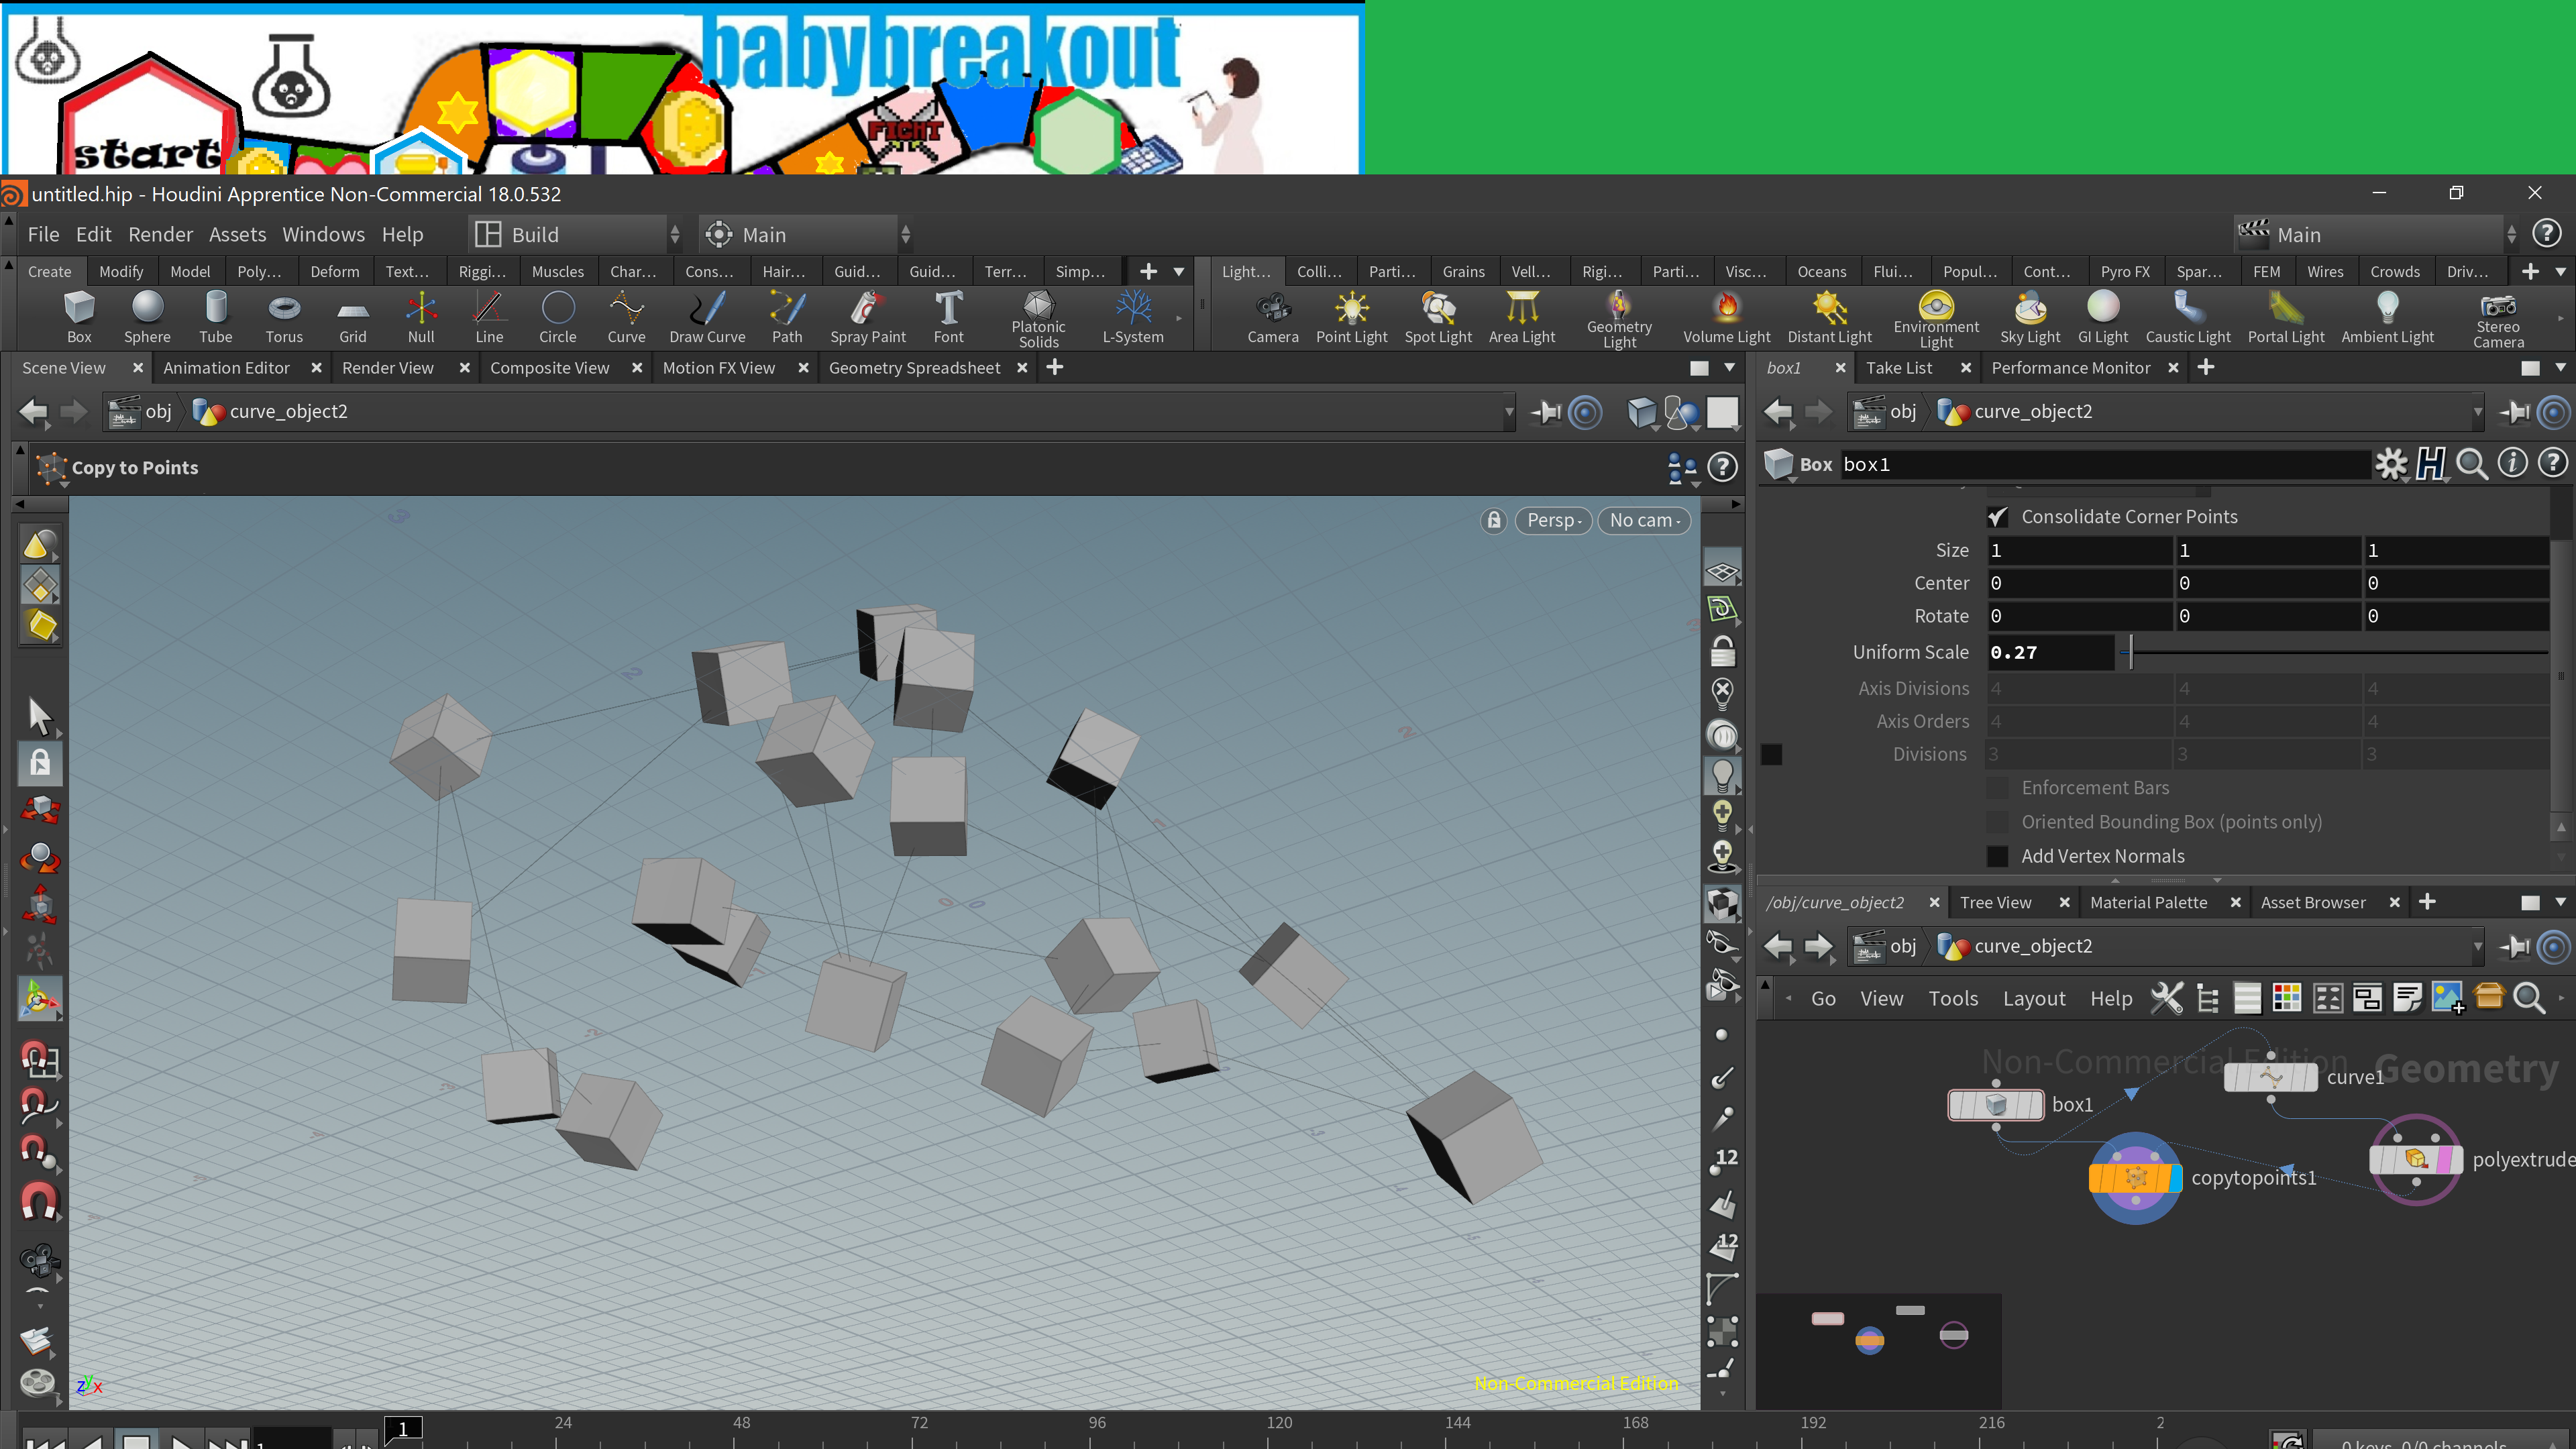 babybreakout
start
FIGHT
untitled.hip - Houdini Apprentice Non-Commercial 18.0.532
File Edit Render Assets Windows Help Build Main Main
Create Modify Model Poly... Deform Text... Riggi... Muscles Char... Cons... Hair... Guid... Guid... Terr... Simp... Light... Colli... Parti... Grains Vell... Rigi... Parti... Visc... Oceans Flui... Popul... Cont... Pyro FX Spar... FEM Wires Crowds Driv...
Box Sphere Tube Torus Grid Null Line Circle Curve Draw Curve Path Spray Paint Font Platonic Solids L-System Camera Point Light Spot Light Area Light Geometry Light Volume Light Distant Light Environment Light Sky Light GI Light Caustic Light Portal Light Ambient Light Stereo Camera
Scene View Animation Editor Render View Composite View Motion FX View Geometry Spreadsheet
box1 Take List Performance Monitor
obj curve_object2
obj curve_object2
Copy to Points
Box box1
Persp No cam
Consolidate Corner Points
Size 1 1 1
Center 0 0 0
Rotate 0 0 0
Uniform Scale 0.27
Axis Divisions 4 4 4
Axis Orders 4 4 4
Divisions 3 3 3
Enforcement Bars
Oriented Bounding Box (points only)
Add Vertex Normals
/obj/curve_object2 Tree View Material Palette Asset Browser
obj curve_object2
Go View Tools Layout Help
Non-Commercial Edition Geometry
curve1
box1
polyextrude
copytopoints1
12
12
z y x
Non-Commercial Edition
1 24 48 72 96 120 144 168 192 216 2
1
0 keys, 0/0 channels